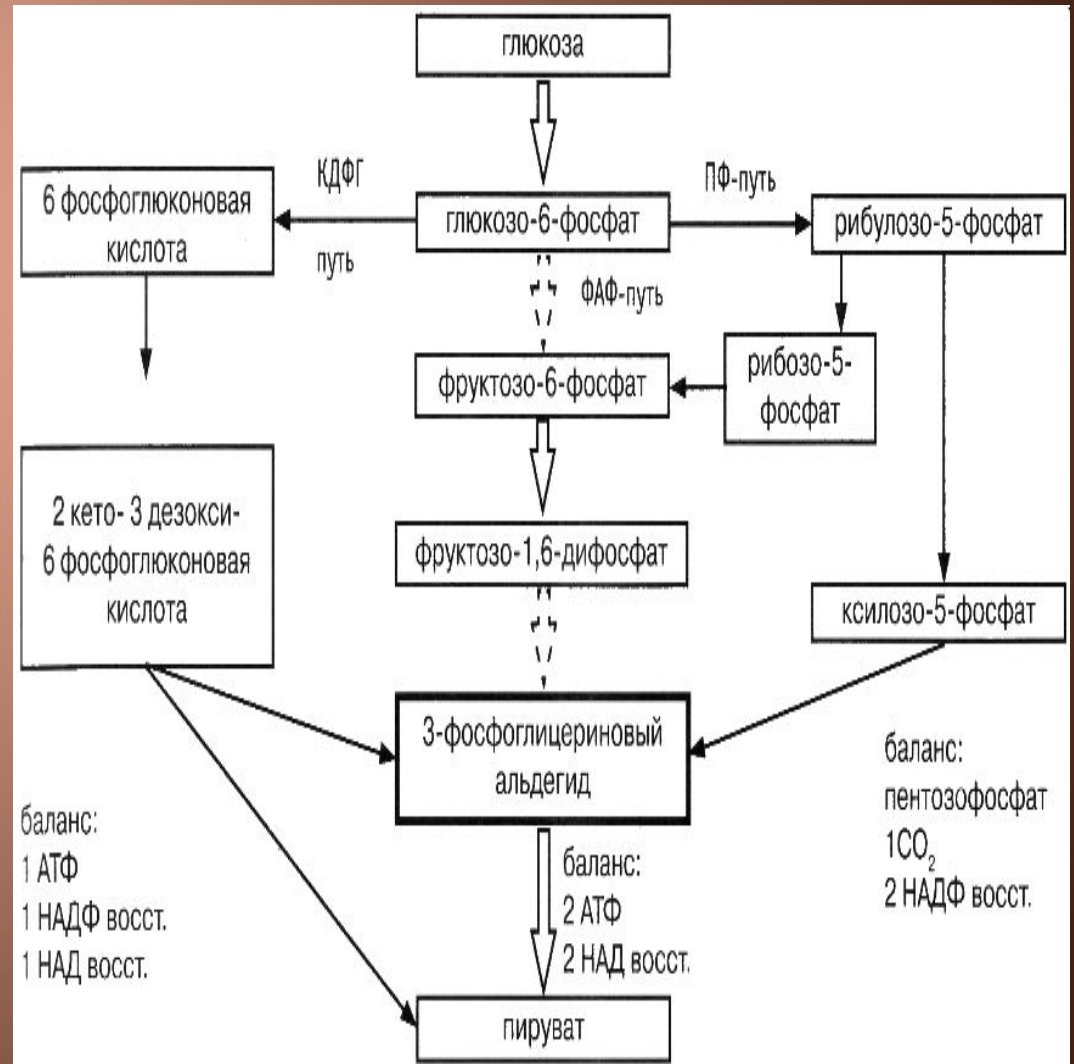 глюкоза
КДФГ
ПФ-путь
6 фосфоглюконовая
кислота
глюкозо-6-фосфат
рибулозо-5-фосфат
путь
ФАФ-путь
фруктозо-6-фосфат
рибозо-5-
фосфат
2 кето- 3 дезокси-
6 фосфоглюконовая
кислота
фруктозо-1,6-дифосфат
ксилозо-5-фосфат
3-фосфоглицериновый
альдегид
баланс:
пентозофосфат
1CO₂
2 НАДФ восст.
баланс:
1 АТФ
1 НАДФ восст.
1 НАД восст.
баланс:
2 АТФ
2 НАД восст.
пируват